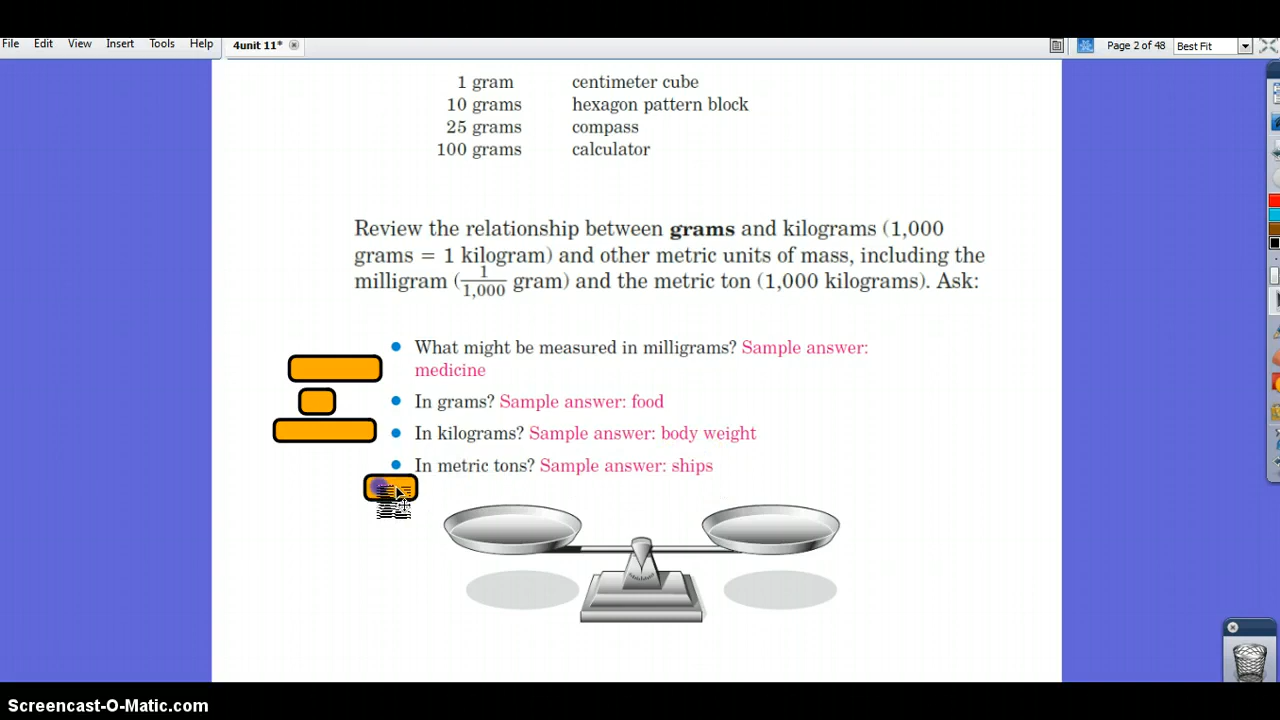 File Edit View Insert Tools Help 4unit 11* Page 2 of 48 Best Fit
1 gram centimeter cube
10 grams hexagon pattern block
25 grams compass
100 grams calculator
Review the relationship between grams and kilograms (1,000
grams = 1 kilogram) and other metric units of mass, including the
milligram (1/1,000 gram) and the metric ton (1,000 kilograms). Ask:
• What might be measured in milligrams? Sample answer:
medicine
• In grams? Sample answer: food
• In kilograms? Sample answer: body weight
• In metric tons? Sample answer: ships
Screencast-O-Matic.com